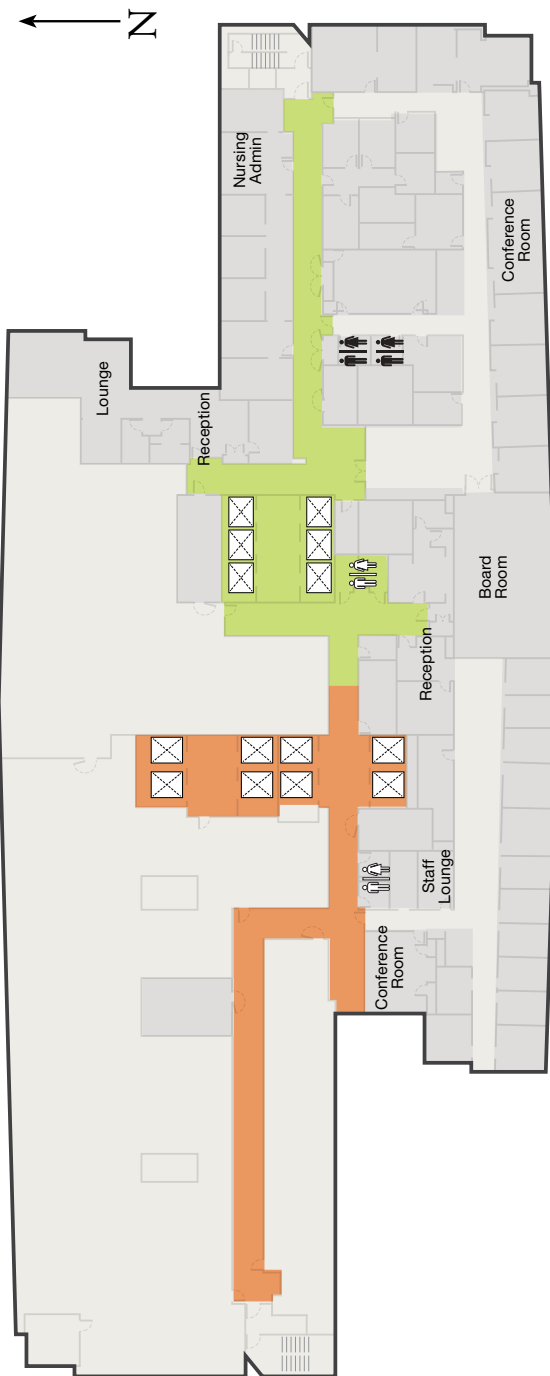 N
Nursing
Admin
Conference
Room
Lounge
Reception
Board
Room
Reception
Staff
Lounge
Conference
Room